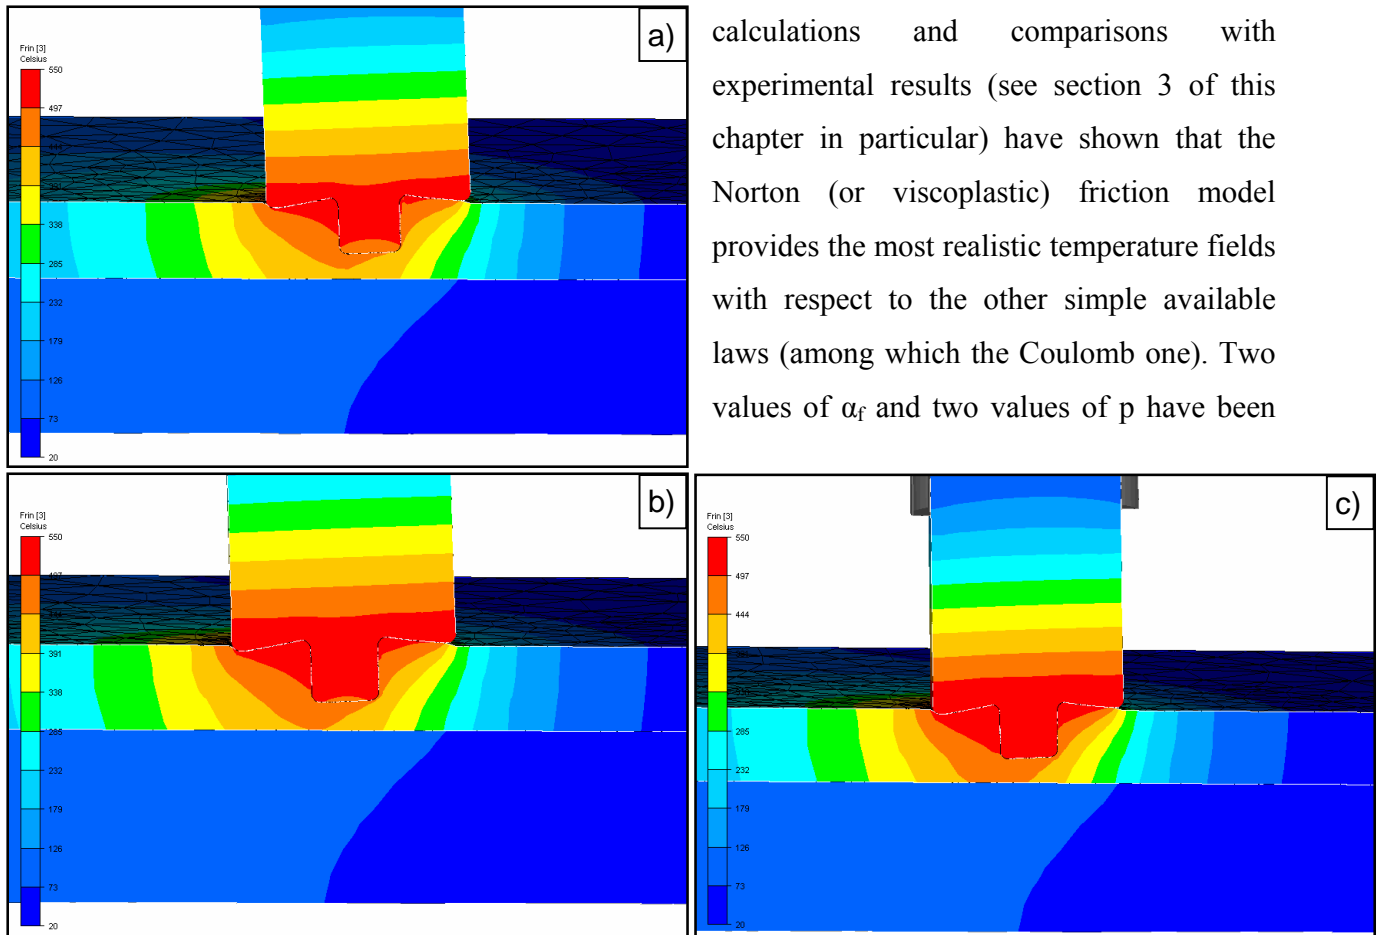 a)
Frin [3]
Celsius
550
497
444
391
338
285
232
179
126
73
20
calculations and comparisons with
experimental results (see section 3 of this
chapter in particular) have shown that the
Norton (or viscoplastic) friction model
provides the most realistic temperature fields
with respect to the other simple available
laws (among which the Coulomb one). Two
values of αf and two values of p have been
b)
Frin [3]
Celsius
550
497
391
338
285
232
179
126
73
20
c)
Frin [3]
Celsius
550
497
444
391
285
232
179
126
73
20